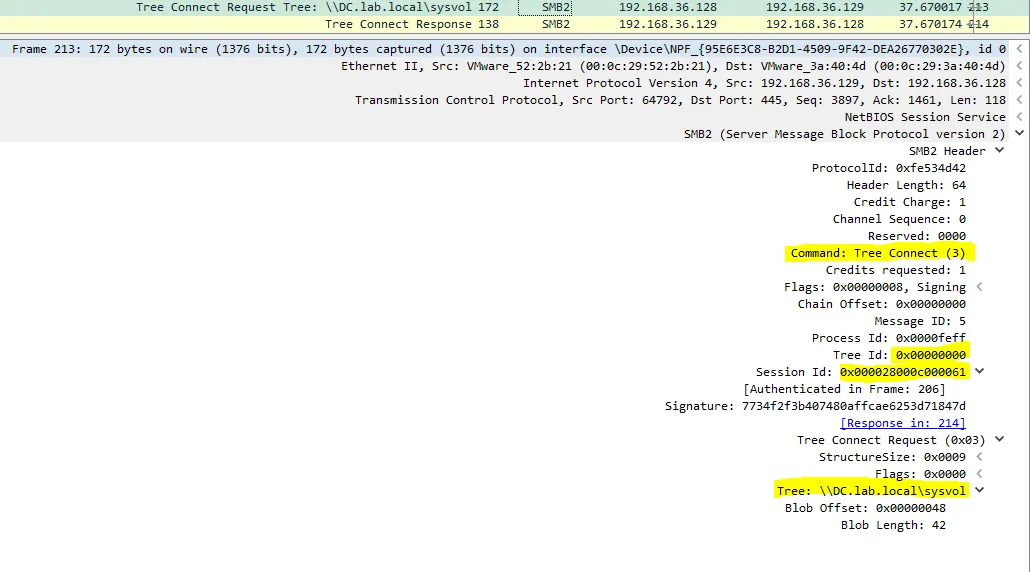 Tree Connect Request Tree: \\DC.lab.local\sysvol 172 SMB2 192.168.36.128 192.168.36.129 37.670017 213
Tree Connect Response 138 SMB2 192.168.36.129 192.168.36.128 37.670174 214
Frame 213: 172 bytes on wire (1376 bits), 172 bytes captured (1376 bits) on interface \Device\NPF_{95E6E3C8-B2D1-4509-9F42-DEA26770302E}, id 0
Ethernet II, Src: VMware_52:2b:21 (00:0c:29:52:2b:21), Dst: VMware_3a:40:4d (00:0c:29:3a:40:4d)
Internet Protocol Version 4, Src: 192.168.36.129, Dst: 192.168.36.128
Transmission Control Protocol, Src Port: 64792, Dst Port: 445, Seq: 3897, Ack: 1461, Len: 118
NetBIOS Session Service
SMB2 (Server Message Block Protocol version 2)
SMB2 Header
ProtocolId: 0xfe534d42
Header Length: 64
Credit Charge: 1
Channel Sequence: 0
Reserved: 0000
Command: Tree Connect (3)
Credits requested: 1
Flags: 0x00000008, Signing
Chain Offset: 0x00000000
Message ID: 5
Process Id: 0x0000feff
Tree Id: 0x00000000
Session Id: 0x000028000c000061
[Authenticated in Frame: 206]
Signature: 7734f2f3b407480affcae6253d71847d
[Response in: 214]
Tree Connect Request (0x03)
StructureSize: 0x0009
Flags: 0x0000
Tree: \\DC.lab.local\sysvol
Blob Offset: 0x00000048
Blob Length: 42